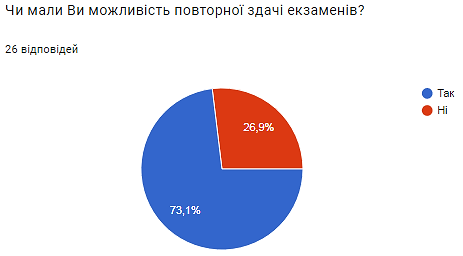 Чи мали Ви можливість повторної здачі екзаменів?
26 відповідей
Так
Ні
26,9%
73,1%